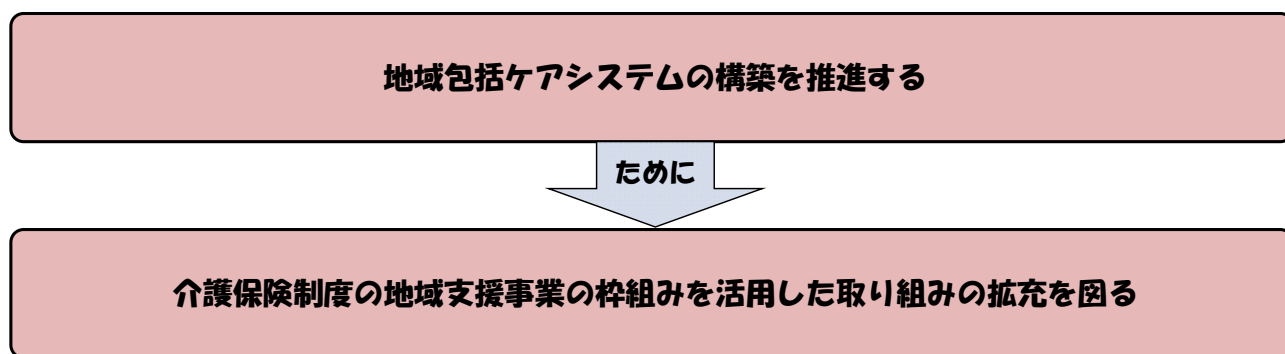 地域包括ケアシステムの構築を推進する
ために
介護保険制度の地域支援事業の枠組みを活用した取り組みの拡充を図る